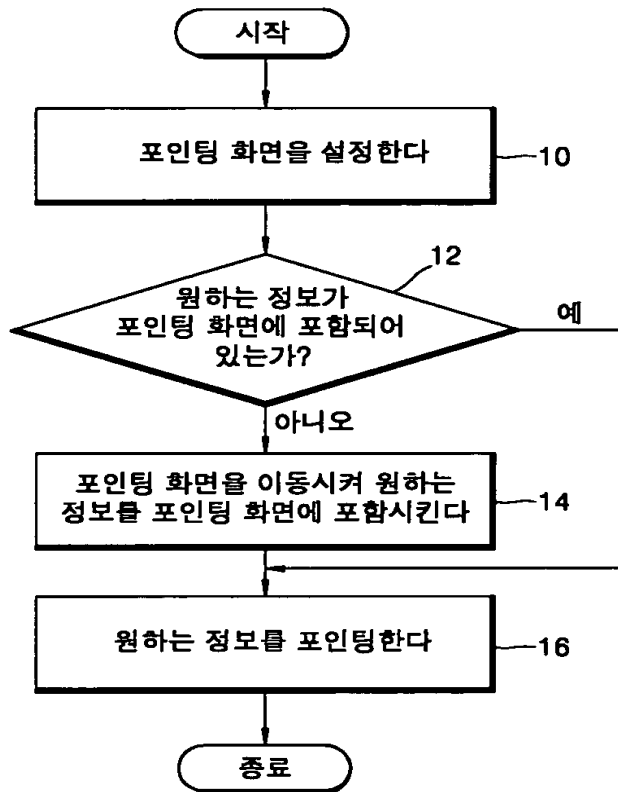 시작
포인팅 화면을 설정한다
10
12
원하는 정보가
포인팅 화면에 포함되어
있는가?
예
아니오
포인팅 화면을 이동시켜 원하는
정보를 포인팅 화면에 포함시킨다
14
원하는 정보를 포인팅한다
16
종료